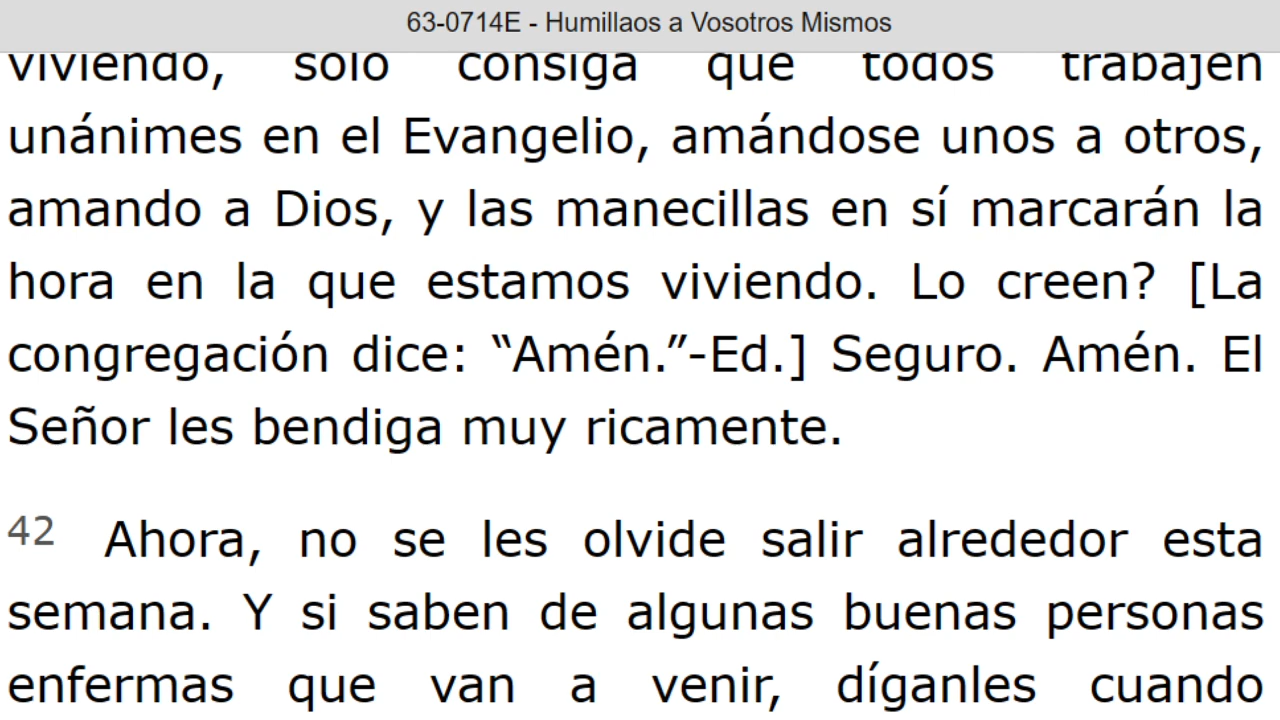 63-0714E - Humillaos a Vosotros Mismos
viviendo, solo consiga que todos trabajen
unánimes en el Evangelio, amándose unos a otros,
amando a Dios, y las manecillas en sí marcarán la
hora en la que estamos viviendo. Lo creen? [La
congregación dice: “Amén.”-Ed.] Seguro. Amén. El
Señor les bendiga muy ricamente.
42 Ahora, no se les olvide salir alrededor esta
semana. Y si saben de algunas buenas personas
enfermas que van a venir, díganles cuando